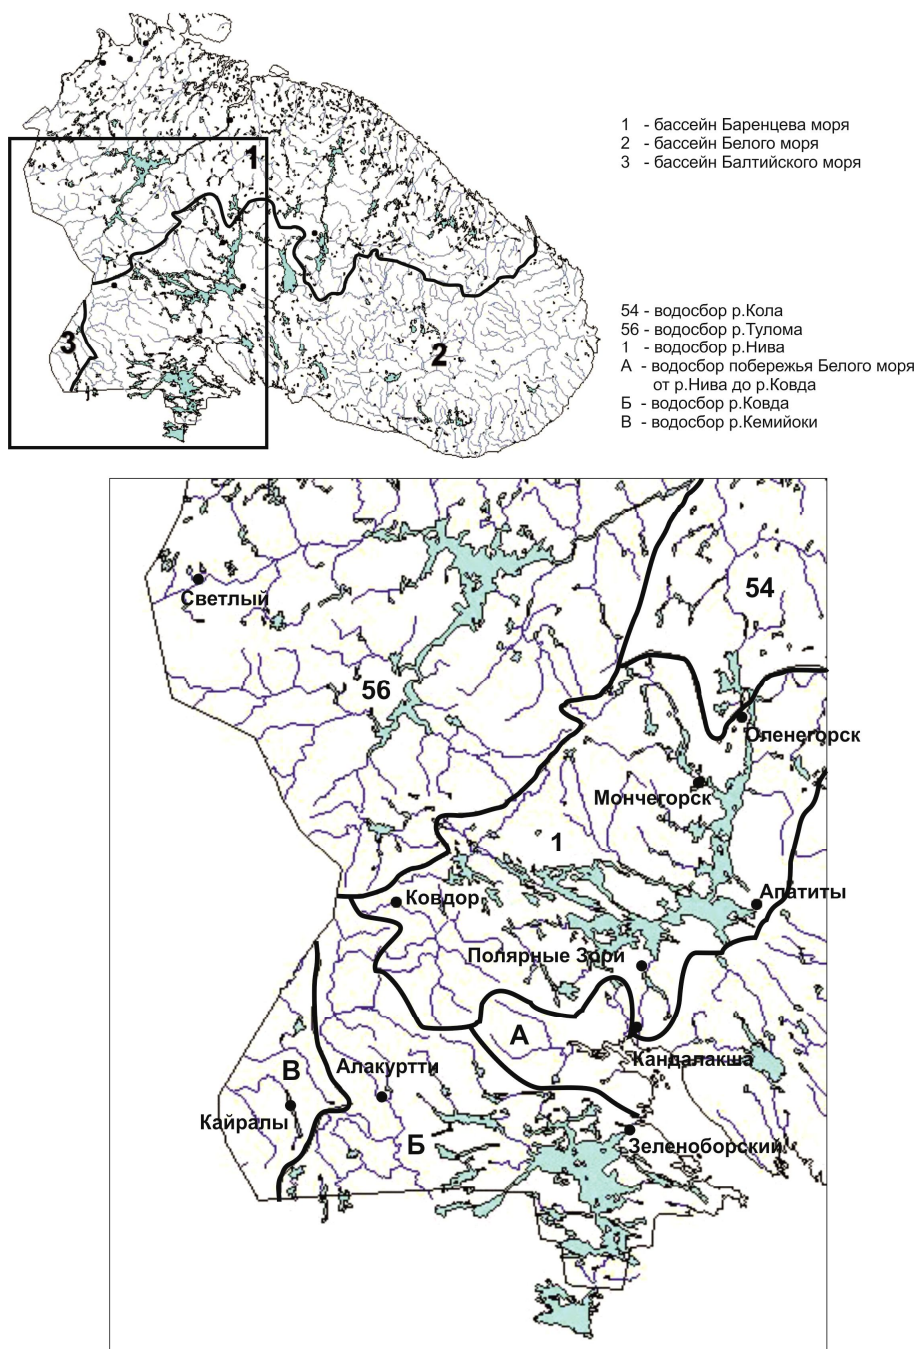 1
2
3
1 - бассейн Баренцева моря
2 - бассейн Белого моря
3 - бассейн Балтийского моря
54 - водосбор р.Кола
56 - водосбор р.Тулома
1 - водосбор р.Нива
А - водосбор побережья Белого моря
от р.Нива до р.Ковда
Б - водосбор р.Ковда
В - водосбор р.Кемийоки
54
Светлый
56
Оленегорск
Мончегорск
1
Апатиты
Ковдор
Полярные Зори
А
Кандалакша
Алакуртти
В
Кайралы
Б
Зеленоборский